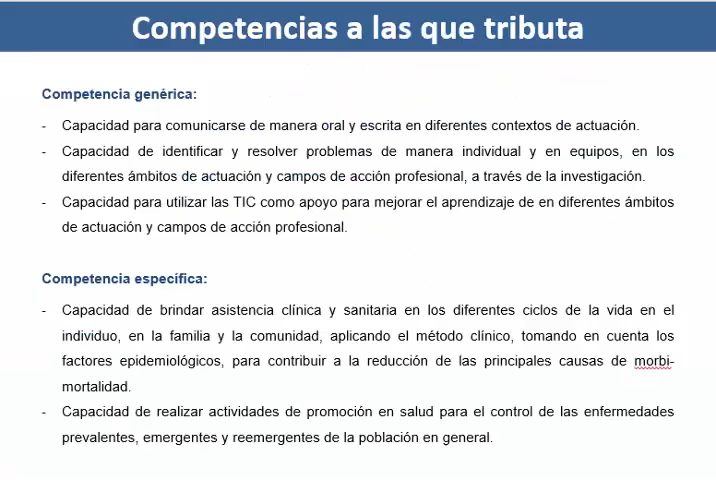 Competencias a las que tributa
Competencia genérica:
- Capacidad para comunicarse de manera oral y escrita en diferentes contextos de actuación.
- Capacidad de identificar y resolver problemas de manera individual y en equipos, en los
diferentes ámbitos de actuación y campos de acción profesional, a través de la investigación.
- Capacidad para utilizar las TIC como apoyo para mejorar el aprendizaje de en diferentes ámbitos
de actuación y campos de acción profesional.
Competencia específica:
- Capacidad de brindar asistencia clínica y sanitaria en los diferentes ciclos de la vida en el
individuo, en la familia y la comunidad, aplicando el método clínico, tomando en cuenta los
factores epidemiológicos, para contribuir a la reducción de las principales causas de morbi-
mortalidad.
- Capacidad de realizar actividades de promoción en salud para el control de las enfermedades
prevalentes, emergentes y reemergentes de la población en general.